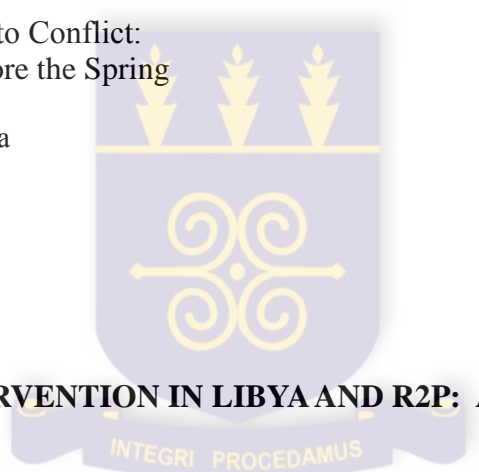 to Conflict:
ore the Spring
a
RVENTION IN LIBYA AND R2P: A
INTEGRI PROCEDAMUS